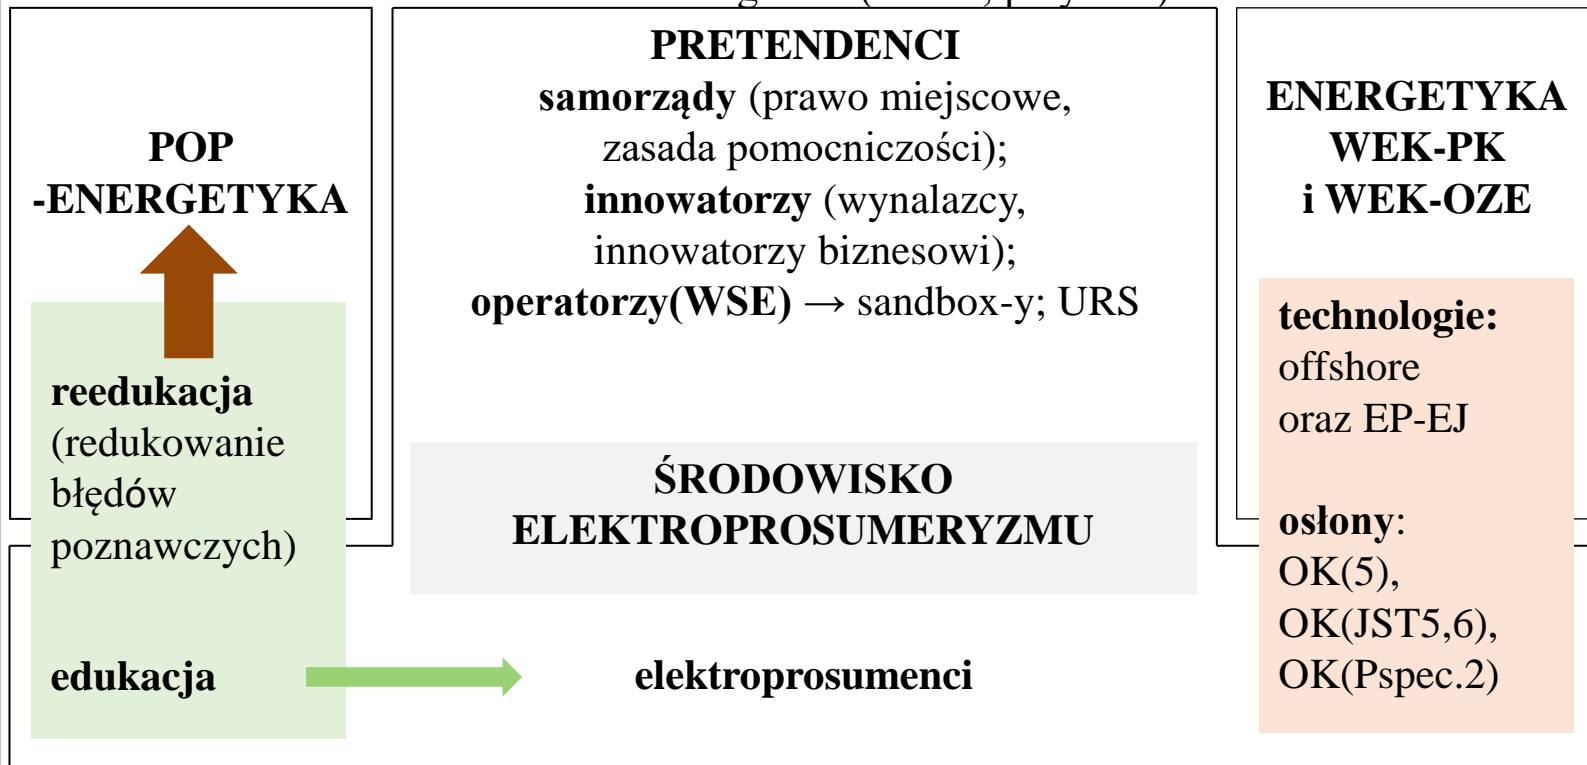 POP
-ENERGETYKA
reedukacja
(redukowanie
błędów
poznawczych)
edukacja
PRETENDENCI
samorządy (prawo miejscowe,
zasada pomocniczości);
innowatorzy (wynalazcy,
innowatorzy biznesowi);
operatorzy(WSE) → sandbox-y; URS
ŚRODOWISKO
ELEKTROPROSUMERYZMU
elektroprosumenci
ENERGETYKA
WEK-PK
i WEK-OZE
technologie:
offshore
oraz EP-EJ
osłony:
OK(5),
OK(JST5,6),
OK(Pspec.2)